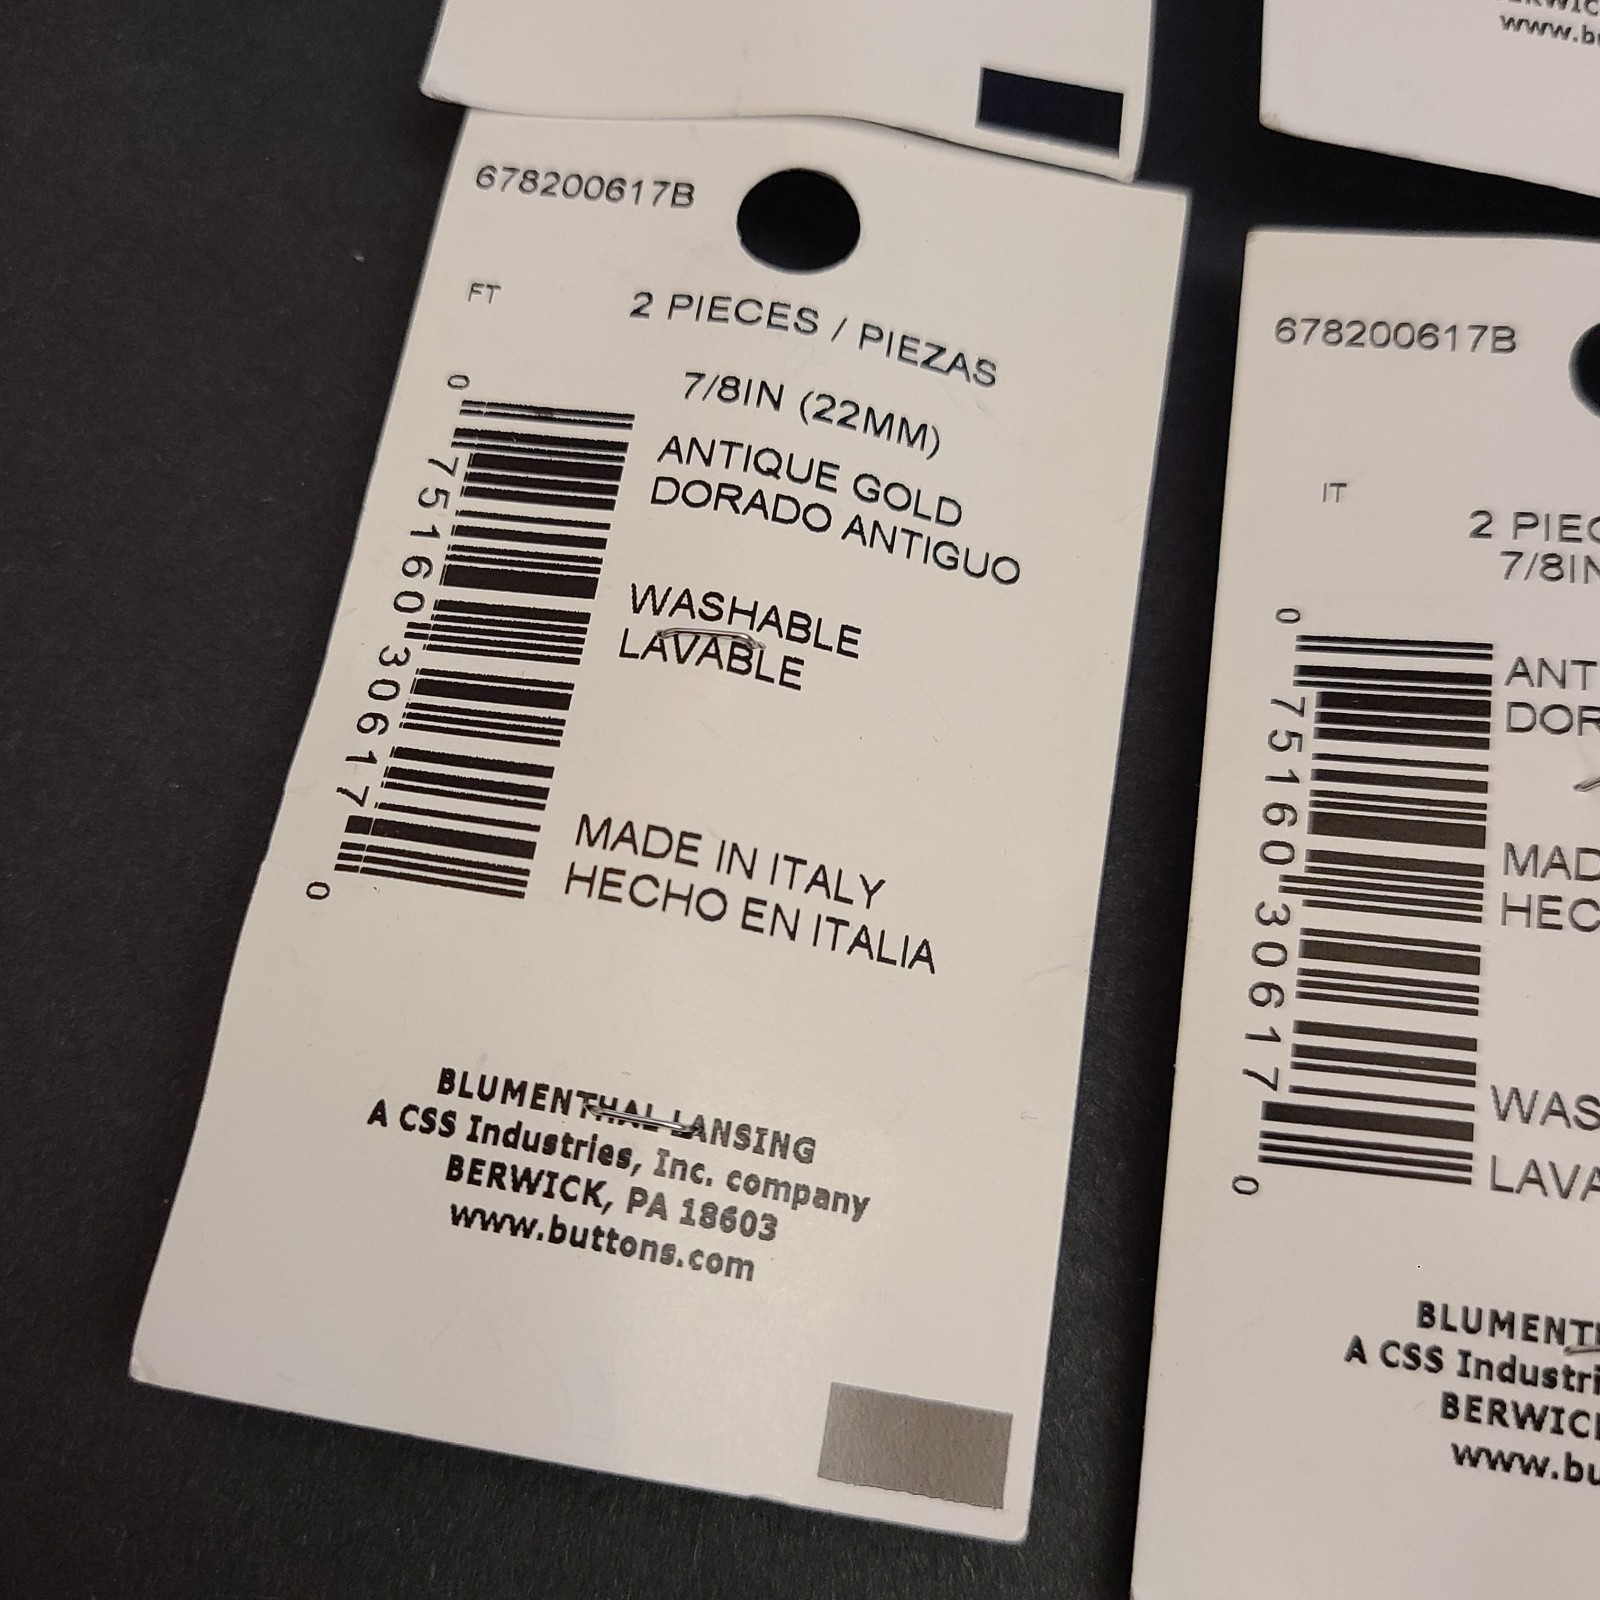 678200617B
FT
2 PIECES / PIEZAS
7/8IN (22MM)
ANTIQUE GOLD
DORADO ANTIGUO
WASHABLE
LAVABLE
0 75160 30617 0
MADE IN ITALY
HECHO EN ITALIA
BLUMENTHAL LANSING
A CSS Industries, Inc. company
BERWICK, PA 18603
www.buttons.com
www.bu
678200617B
IT
2 PIEC
7/8IN
ANT
DOR
0 75160 30617 0
MAD
HEC
WAS
LAVA
BLUMENT
A CSS Industri
BERWIC
www.bu